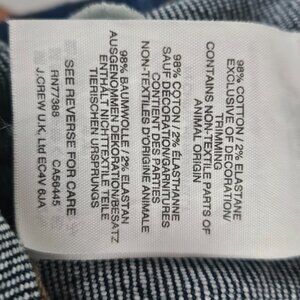 98% COTTON / 2% ELASTANE
EXCLUSIVE OF DECORATION/
TRIMMING
CONTAINS NON-TEXTILE PARTS OF
ANIMAL ORIGIN
98% COTTON / 2% ÉLASTHANNE
SAUF DÉCORATION/GARNITURES
CONTIENT DES PARTIES
NON-TEXTILES D'ORIGINE ANIMALE
98% BAUMWOLLE / 2% ELASTAN
AUSGENOMMEN DEKORATION/BESATZ
ENTHÄLT NICHTTEXTILE TEILE
TIERISCHEN URSPRUNGS
SEE REVERSE FOR CARE
RN77388 CA56445
J.CREW U.K. Ltd EC4V 6JA